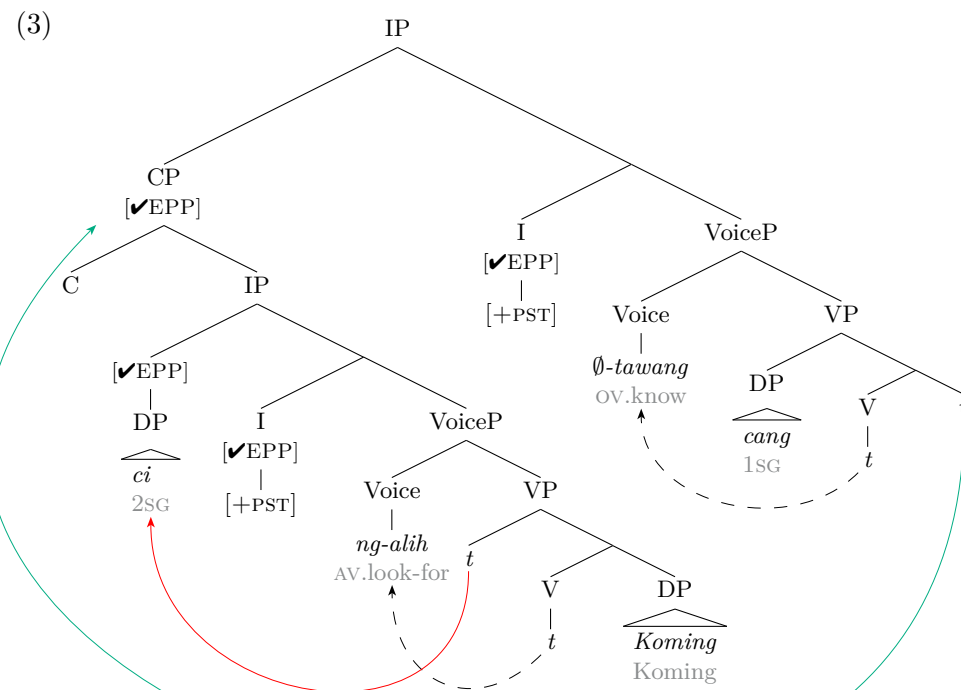 (3)
IP
CP
[✔EPP]
I
VoiceP
[✔EPP]
C
IP
[+PST]
Voice
VP
[✔EPP]
∅-tawang
DP
OV.know
V
DP
I
VoiceP
cang
[✔EPP]
1SG
t
ci
2SG
[+PST]
Voice
VP
ng-alih
t
AV.look-for
V
DP
t
Koming
Koming